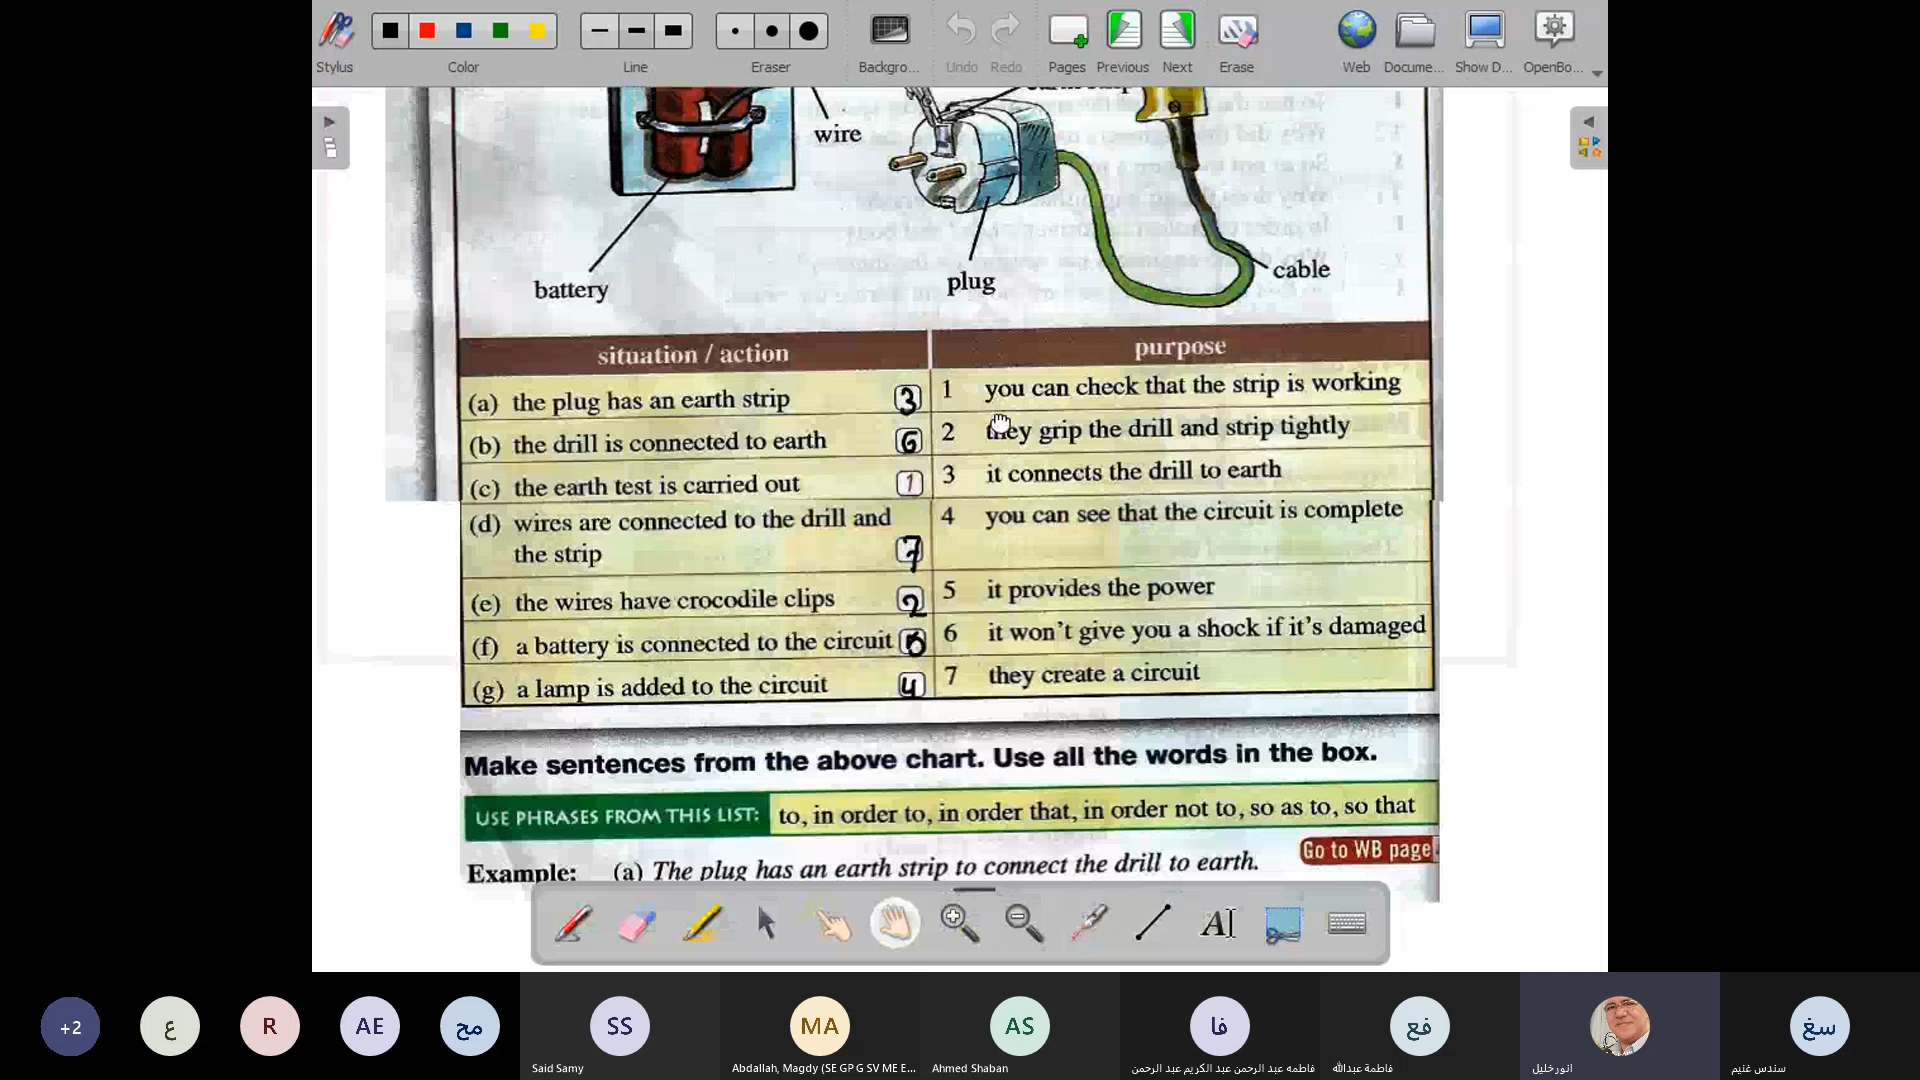 Stylus
Color
Line
Eraser
Backgro...
Undo
Redo
Pages
Previous
Next
Erase
Web
Docume...
Show D...
OpenBo...
wire
battery
plug
cable
situation / action
purpose
(a) the plug has an earth strip 3
1 you can check that the strip is working
(b) the drill is connected to earth 6
2 they grip the drill and strip tightly
(c) the earth test is carried out 1
3 it connects the drill to earth
(d) wires are connected to the drill and
the strip 7
4 you can see that the circuit is complete
(e) the wires have crocodile clips 2
5 it provides the power
(f) a battery is connected to the circuit
6 it won't give you a shock if it's damaged
(g) a lamp is added to the circuit 4
7 they create a circuit
Make sentences from the above chart. Use all the words in the box.
USE PHRASES FROM THIS LIST: to, in order to, in order that, in order not to, so as to, so that
Go to WB page
Example: (a) The plug has an earth strip to connect the drill to earth.
AI
+2
ع
R
AE
مح
SS
MA
AS
فا
فع
سغ
Said Samy
Abdallah, Magdy (SE GP G SV ME E...
Ahmed Shaban
فاطمه عبد الرحمن عبد الكريم عبد الرحمن
فاطمة عبدالله
انور خليل
سندس غنيم